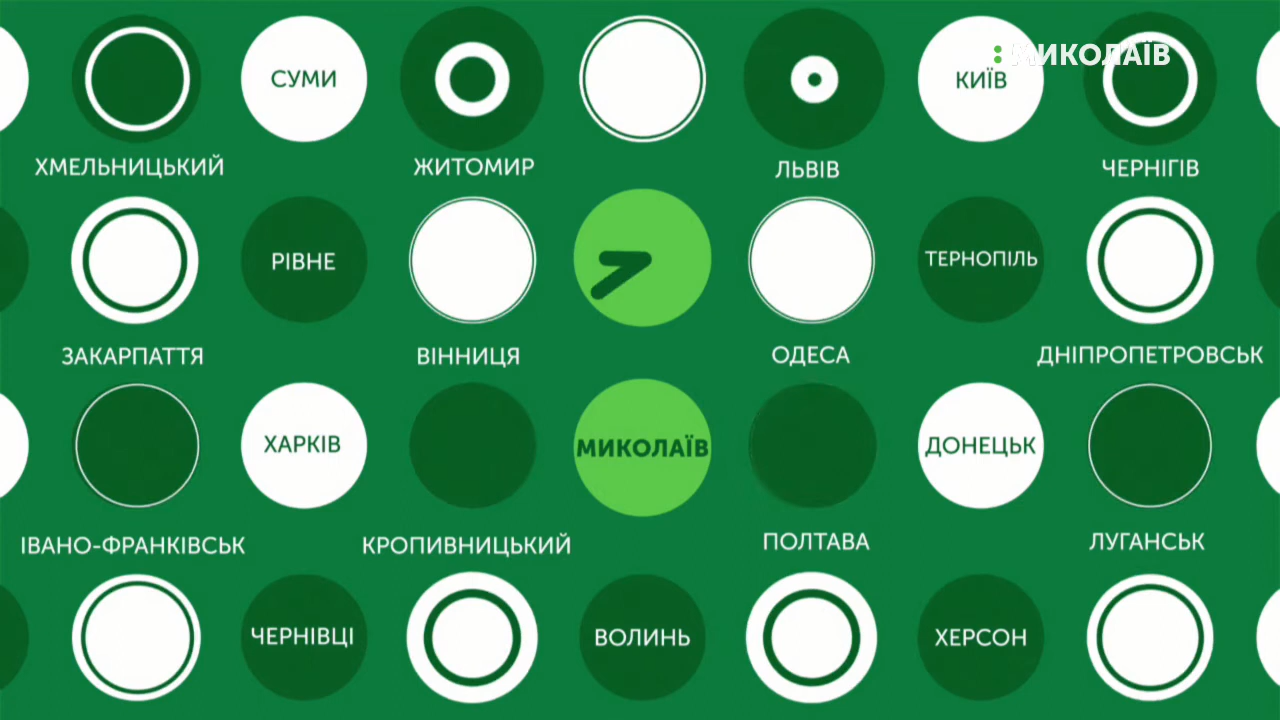 МИКОЛАЇВ
СУМИ
КИЇВ
ХМЕЛЬНИЦЬКИЙ
ЖИТОМИР
ЛЬВІВ
ЧЕРНІГІВ
РІВНЕ
ТЕРНОПІЛЬ
ЗАКАРПАТТЯ
ВІННИЦЯ
ОДЕСА
ДНІПРОПЕТРОВСЬК
ХАРКІВ
МИКОЛАЇВ
ДОНЕЦЬК
ІВАНО-ФРАНКІВСЬК
КРОПИВНИЦЬКИЙ
ПОЛТАВА
ЛУГАНСЬК
ЧЕРНІВЦІ
ВОЛИНЬ
ХЕРСОН